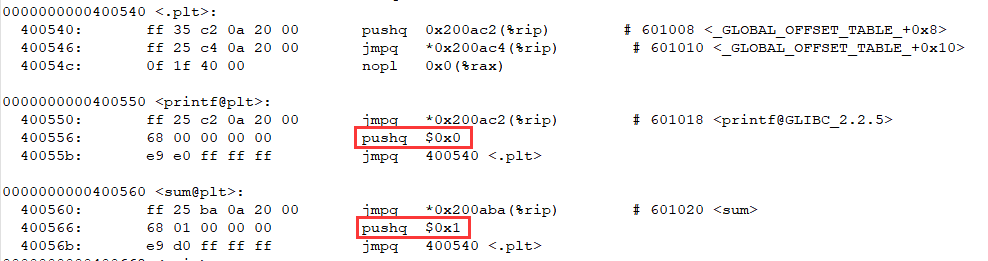 0000000000400540 <.plt>:
400540: ff 35 c2 0a 20 00 pushq 0x200ac2(%rip) # 601008 <_GLOBAL_OFFSET_TABLE_+0x8>
400546: ff 25 c4 0a 20 00 jmpq *0x200ac4(%rip) # 601010 <_GLOBAL_OFFSET_TABLE_+0x10>
40054c: 0f 1f 40 00 nopl 0x0(%rax)
0000000000400550 <printf@plt>:
400550: ff 25 c2 0a 20 00 jmpq *0x200ac2(%rip) # 601018 <printf@GLIBC_2.2.5>
400556: 68 00 00 00 00 pushq $0x0
40055b: e9 e0 ff ff ff jmpq 400540 <.plt>
0000000000400560 <sum@plt>:
400560: ff 25 ba 0a 20 00 jmpq *0x200aba(%rip) # 601020 <sum>
400566: 68 01 00 00 00 pushq $0x1
40056b: e9 d0 ff ff ff jmpq 400540 <.plt>